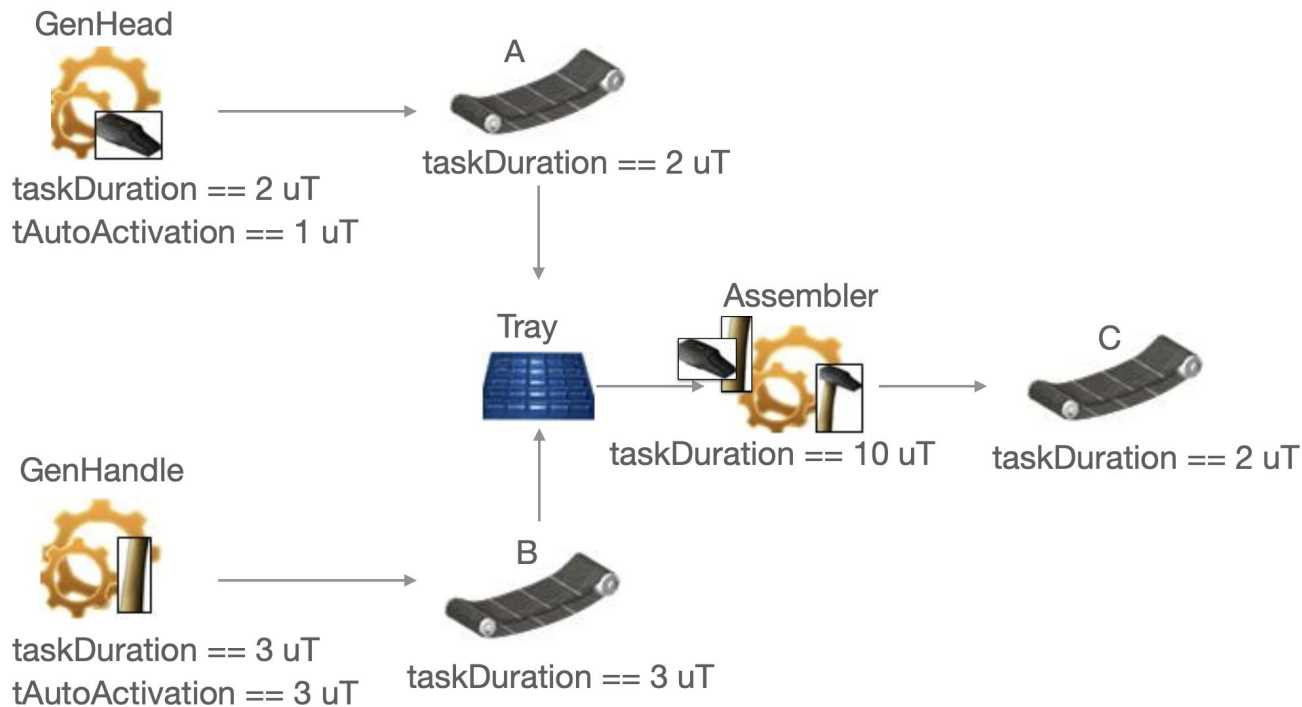 GenHead
A
taskDuration == 2 uT
taskDuration == 2 uT
tAutoActivation == 1 uT
Assembler
Tray
C
taskDuration == 10 uT
taskDuration == 2 uT
GenHandle
B
taskDuration == 3 uT
taskDuration == 3 uT
tAutoActivation == 3 uT